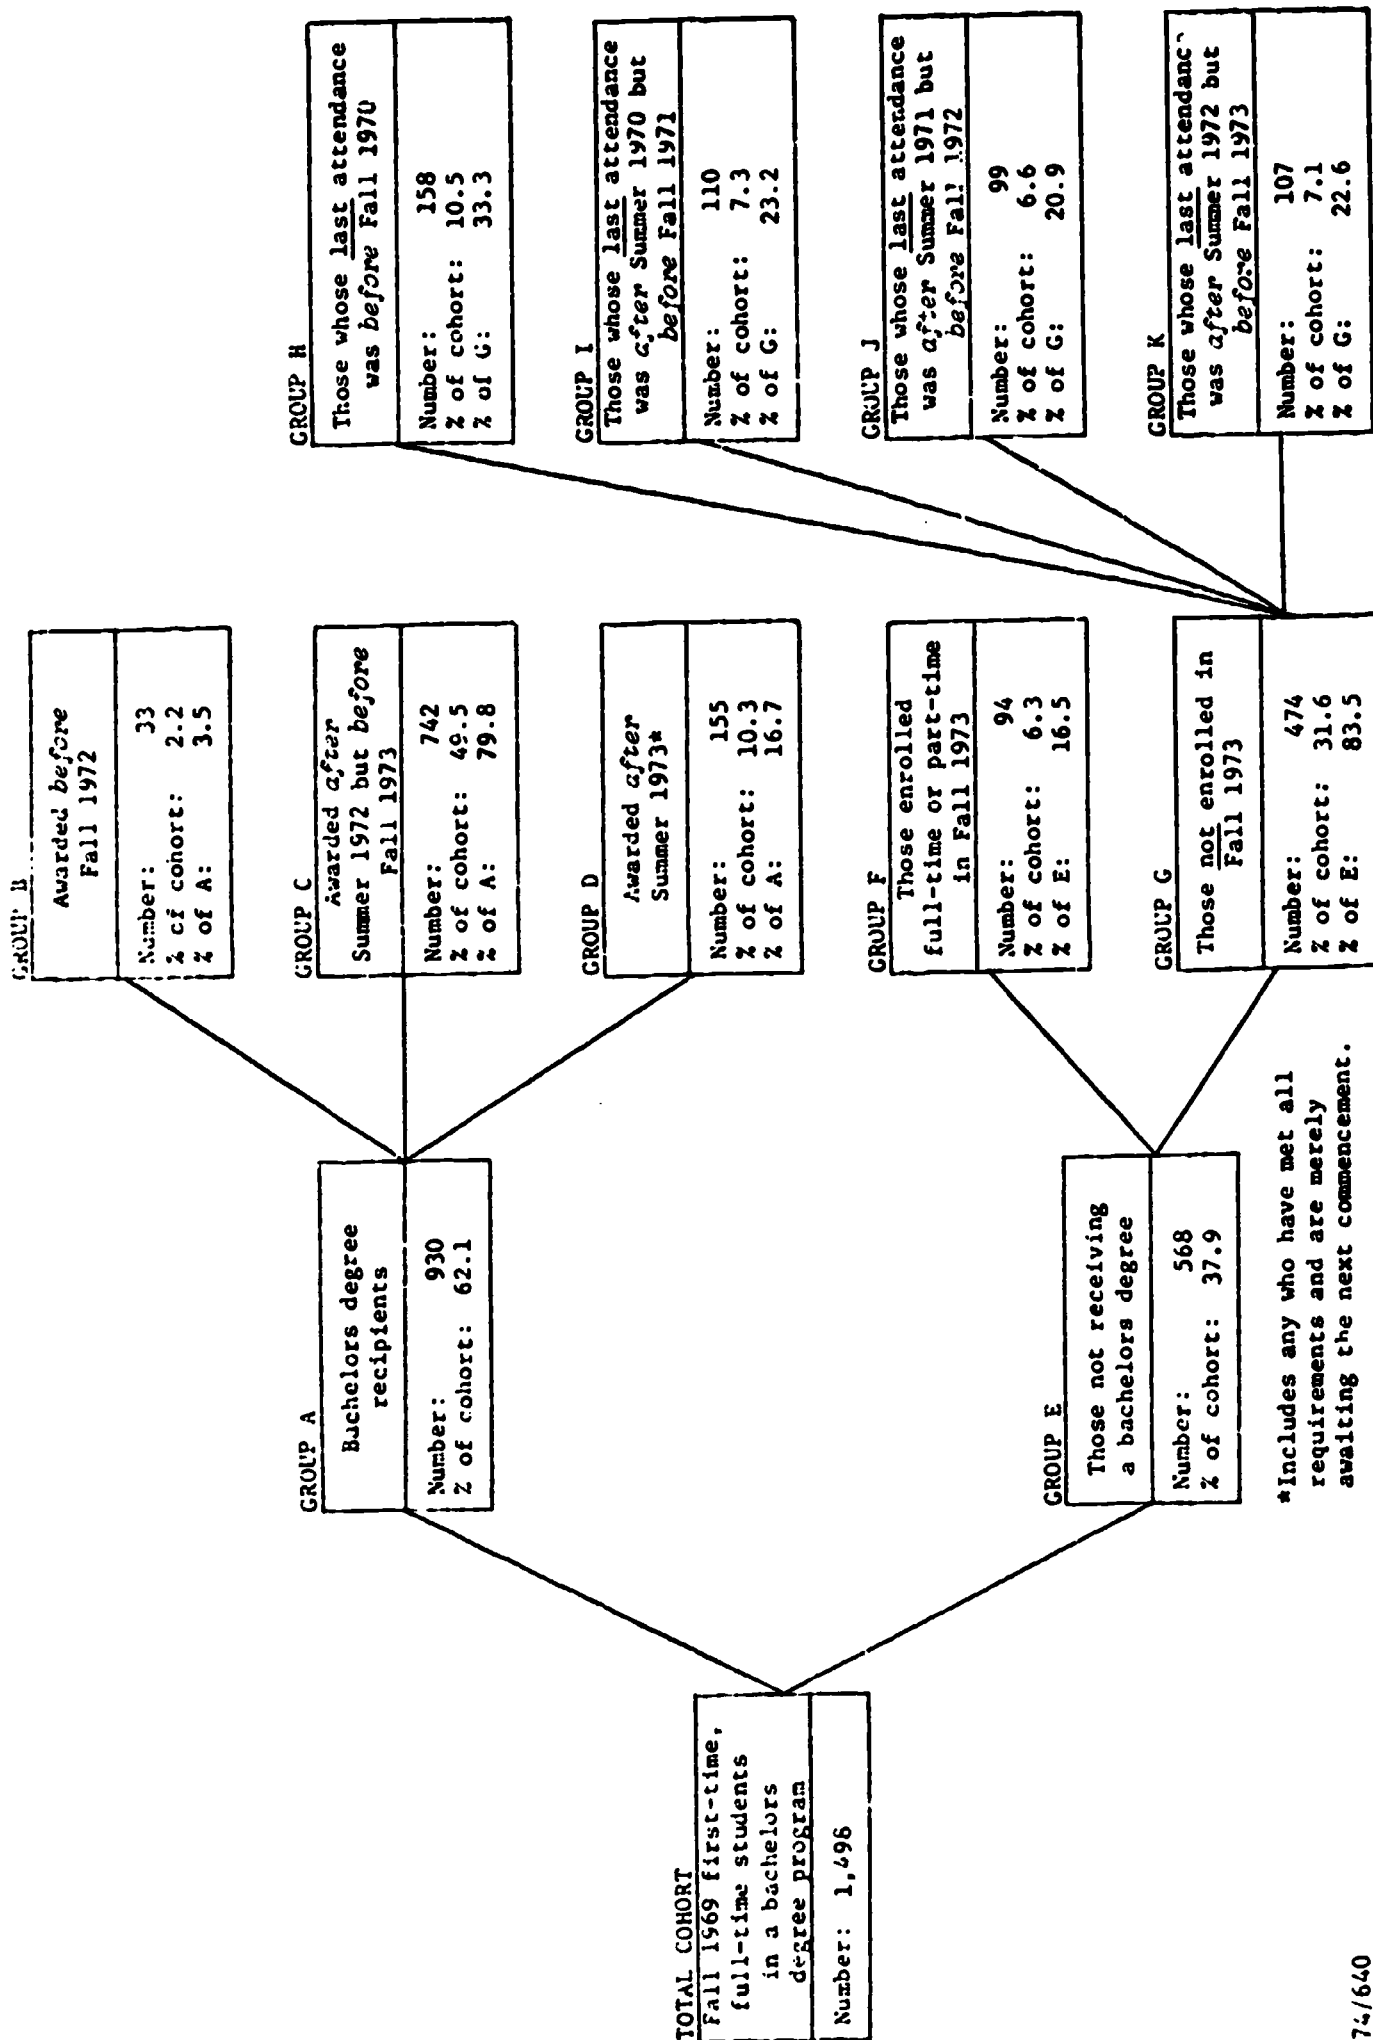 TOTAL COHORT
Fall 1969 first-time,
full-time students
in a bachelors
degree program
Number: 1,498
GROUP A
Bachelors degree
recipients
Number: 930
% of cohort: 62.1
GROUP E
Those not receiving
a bachelors degree
Number: 568
% of cohort: 37.9
*Includes any who have met all
requirements and are merely
awaiting the next commencement.
GROUP B
Awarded before
Fall 1972
Number: 33
% of cohort: 2.2
% of A: 3.5
GROUP C
Awarded after
Summer 1972 but before
Fall 1973
Number: 742
% of cohort: 49.5
% of A: 79.8
GROUP D
Awarded after
Summer 1973*
Number: 155
% of cohort: 10.3
% of A: 16.7
GROUP F
Those enrolled
full-time or part-time
in Fall 1973
Number: 94
% of cohort: 6.3
% of E: 16.5
GROUP G
Those not enrolled in
Fall 1973
Number: 474
% of cohort: 31.6
% of E: 83.5
GROUP H
Those whose last attendance
was before Fall 1970
Number: 158
% of cohort: 10.5
% of G: 33.3
GROUP I
Those whose last attendance
was after Summer 1970 but
before Fall 1971
Number: 110
% of cohort: 7.3
% of G: 23.2
GROUP J
Those whose last attendance
was after Summer 1971 but
before Fall 1972
Number: 99
% of cohort: 6.6
% of G: 20.9
GROUP K
Those whose last attendanc
was after Summer 1972 but
before Fall 1973
Number: 107
% of cohort: 7.1
% of G: 22.6
74/640